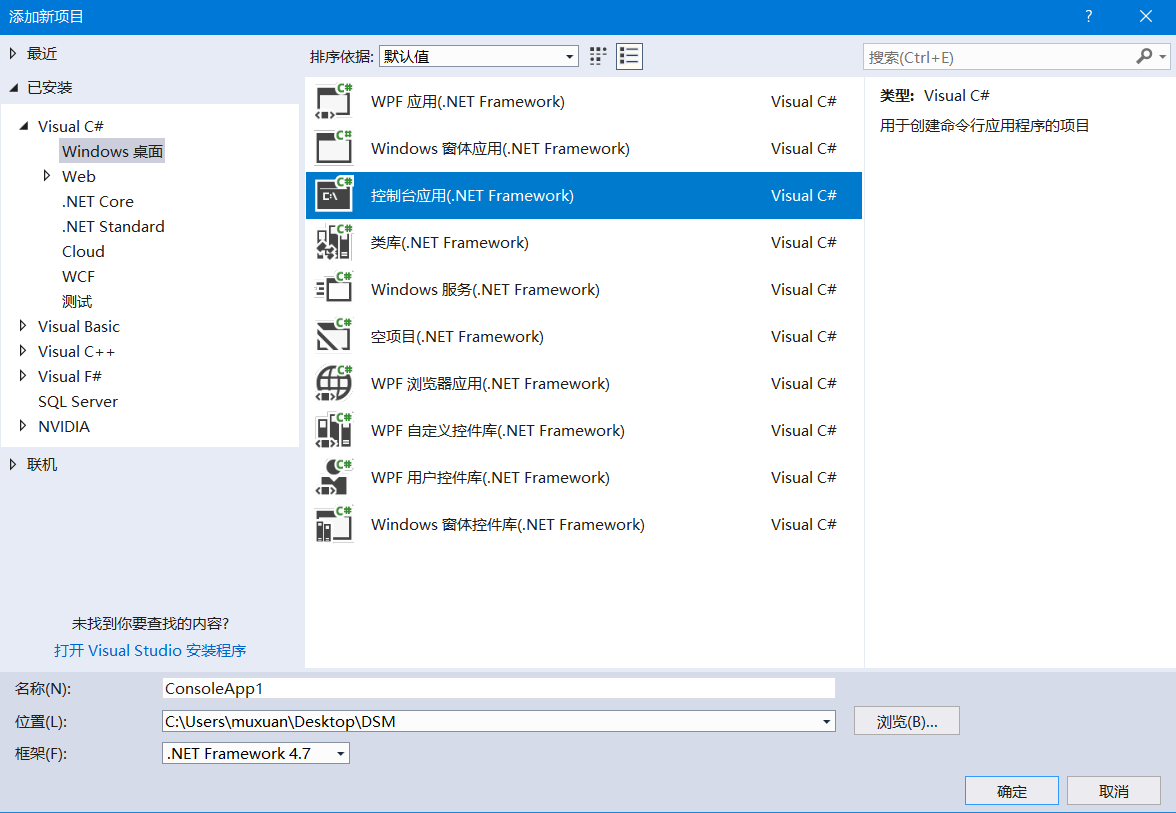 添加新项目
?
最近
已安装
Visual C#
Windows 桌面
Web
.NET Core
.NET Standard
Cloud
WCF
测试
Visual Basic
Visual C++
Visual F#
SQL Server
NVIDIA
联机
未找到你要查找的内容?
打开 Visual Studio 安装程序
排序依据: 默认值
搜索(Ctrl+E)
C# WPF 应用(.NET Framework) Visual C#
C# Windows 窗体应用(.NET Framework) Visual C#
C# C:\ 控制台应用(.NET Framework) Visual C#
C# 类库(.NET Framework) Visual C#
C# Windows 服务(.NET Framework) Visual C#
C# 空项目(.NET Framework) Visual C#
C# WPF 浏览器应用(.NET Framework) Visual C#
C# WPF 自定义控件库(.NET Framework) Visual C#
C# WPF 用户控件库(.NET Framework) Visual C#
C# Windows 窗体控件库(.NET Framework) Visual C#
类型: Visual C#
用于创建命令行应用程序的项目
名称(N): ConsoleApp1
位置(L): C:\Users\muxuan\Desktop\DSM 浏览(B)...
框架(F): .NET Framework 4.7
确定 取消